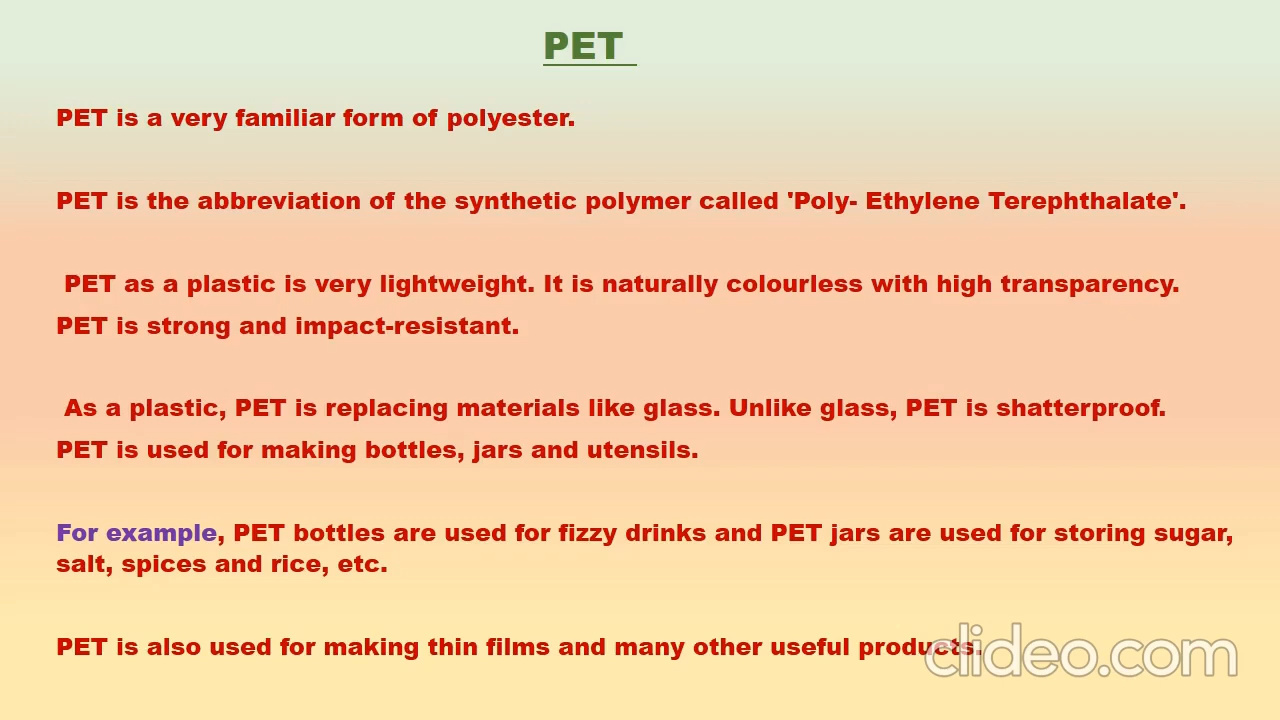 PET
PET is a very familiar form of polyester.
PET is the abbreviation of the synthetic polymer called 'Poly- Ethylene Terephthalate'.
PET as a plastic is very lightweight. It is naturally colourless with high transparency.
PET is strong and impact-resistant.
As a plastic, PET is replacing materials like glass. Unlike glass, PET is shatterproof.
PET is used for making bottles, jars and utensils.
For example, PET bottles are used for fizzy drinks and PET jars are used for storing sugar,
salt, spices and rice, etc.
PET is also used for making thin films and many other useful products.
clideo.com